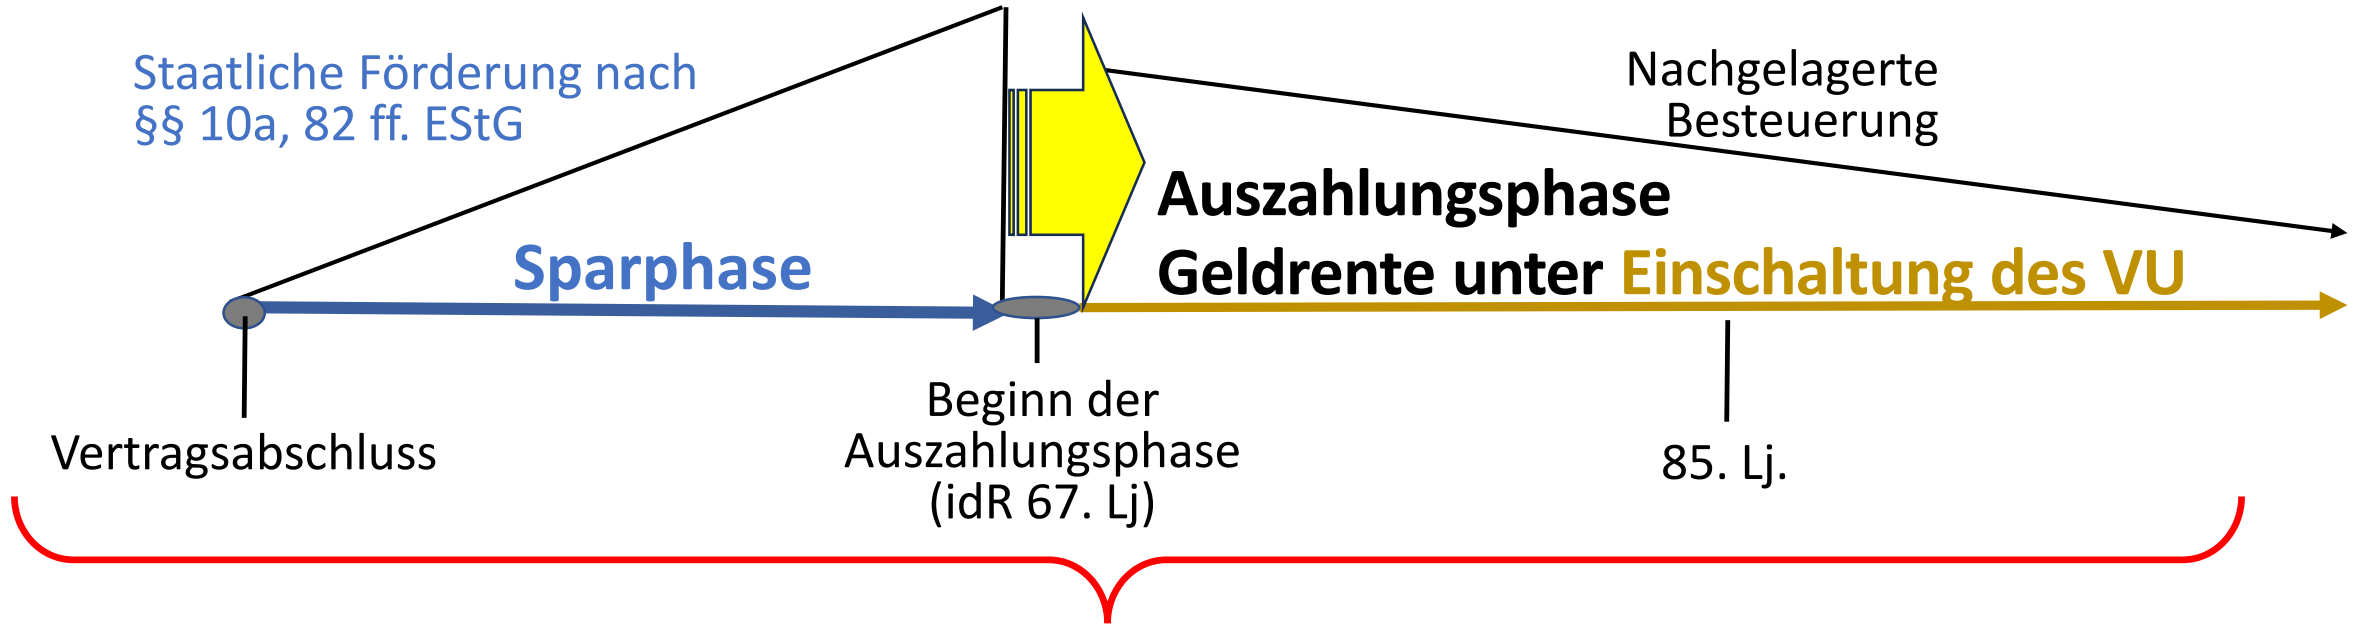 Staatliche Förderung nach
§§ 10a, 82 ff. EStG
Sparphase
Nachgelagerte
Besteuerung
Auszahlungsphase
Geldrente unter Einschaltung des VU
Vertragsabschluss
Beginn der
Auszahlungsphase
(idR 67. Lj)
85. Lj.